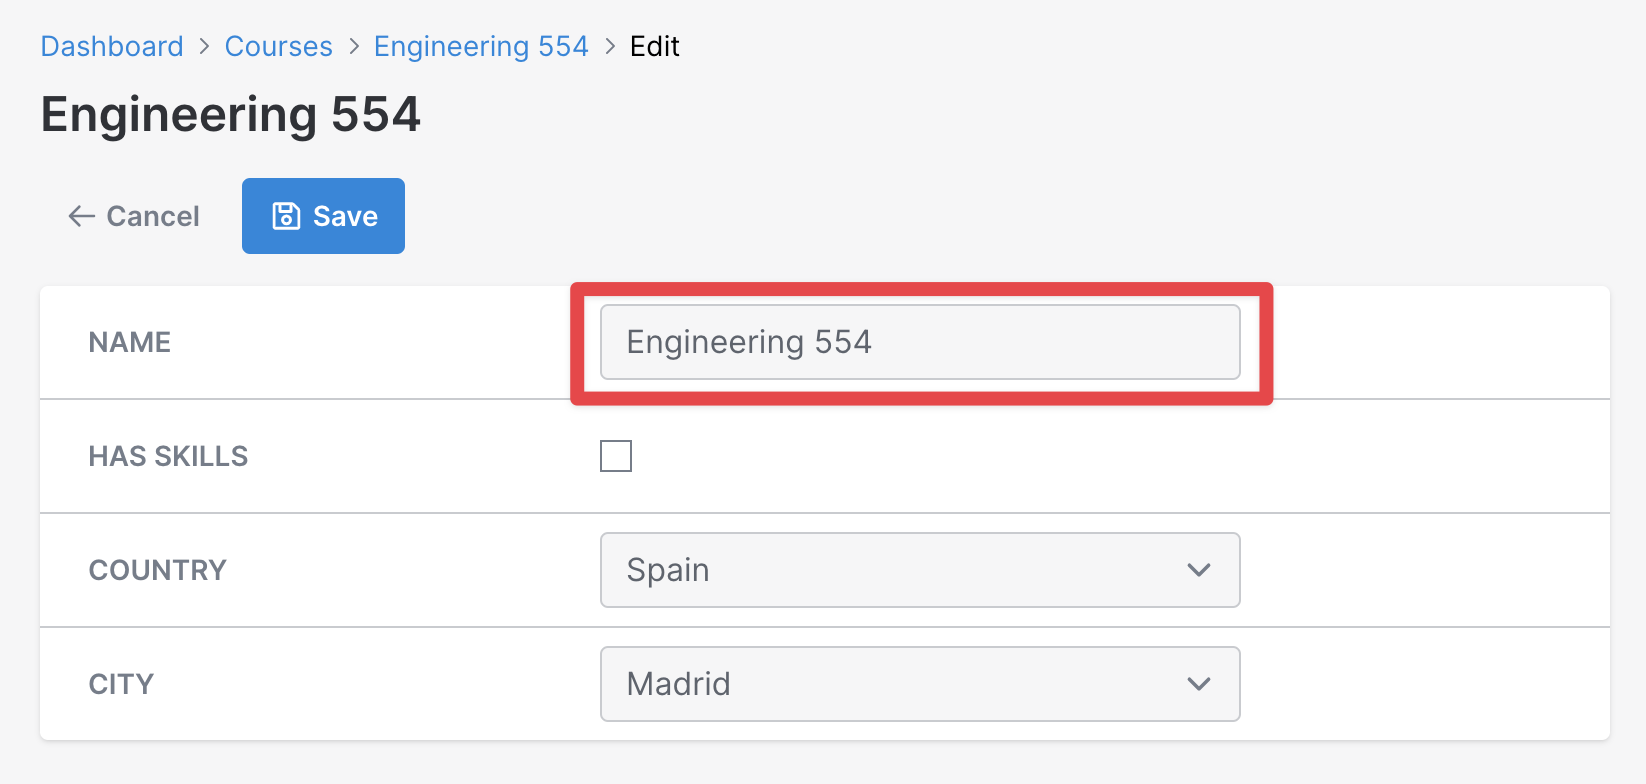 Dashboard > Courses > Engineering 554 > Edit
Engineering 554
Cancel Save
NAME Engineering 554
HAS SKILLS
COUNTRY Spain
CITY Madrid